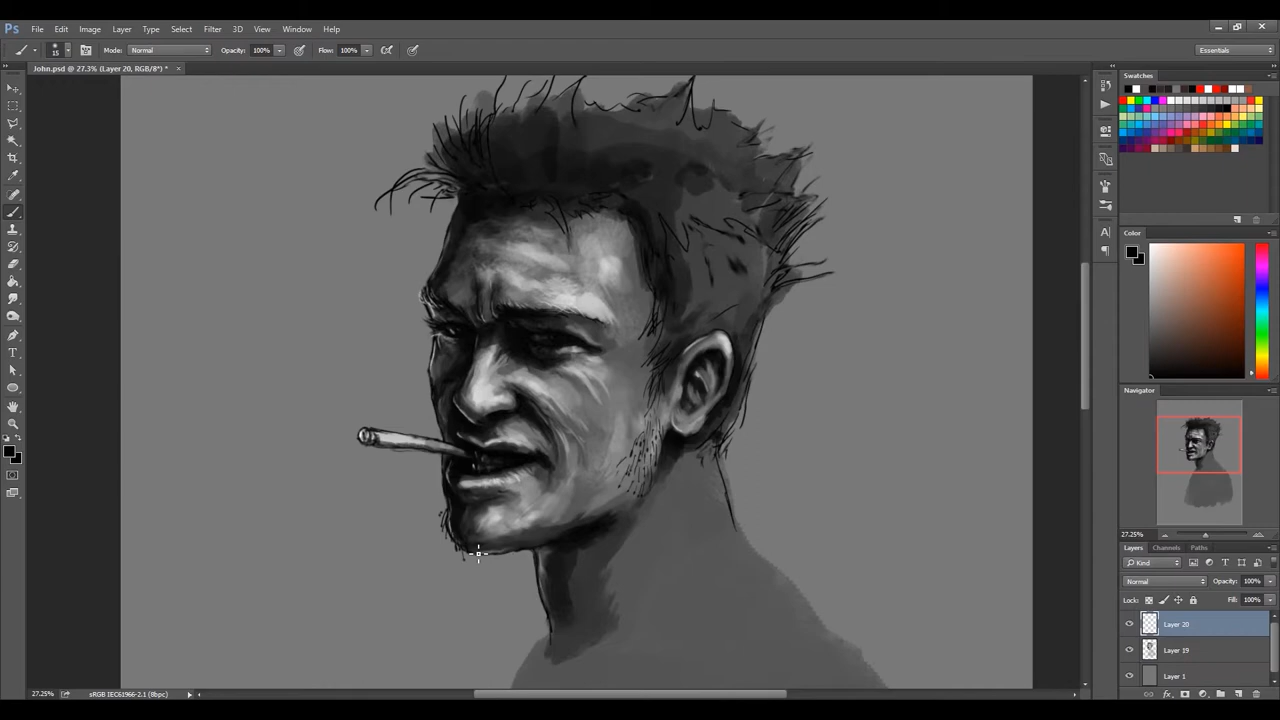 Ps File Edit Image Layer Type Select Filter 3D View Window Help
15 Mode: Normal Opacity: 100% Flow: 100% Essentials
John.psd @ 27.3% (Layer 20, RGB/8*) *
Swatches
Color
Navigator
27.25%
Layers Channels Paths
Kind
Normal Opacity: 100%
Lock: Fill: 100%
Layer 20
Layer 19
Layer 1
27.25% sRGB IEC61966-2.1 (8bpc)